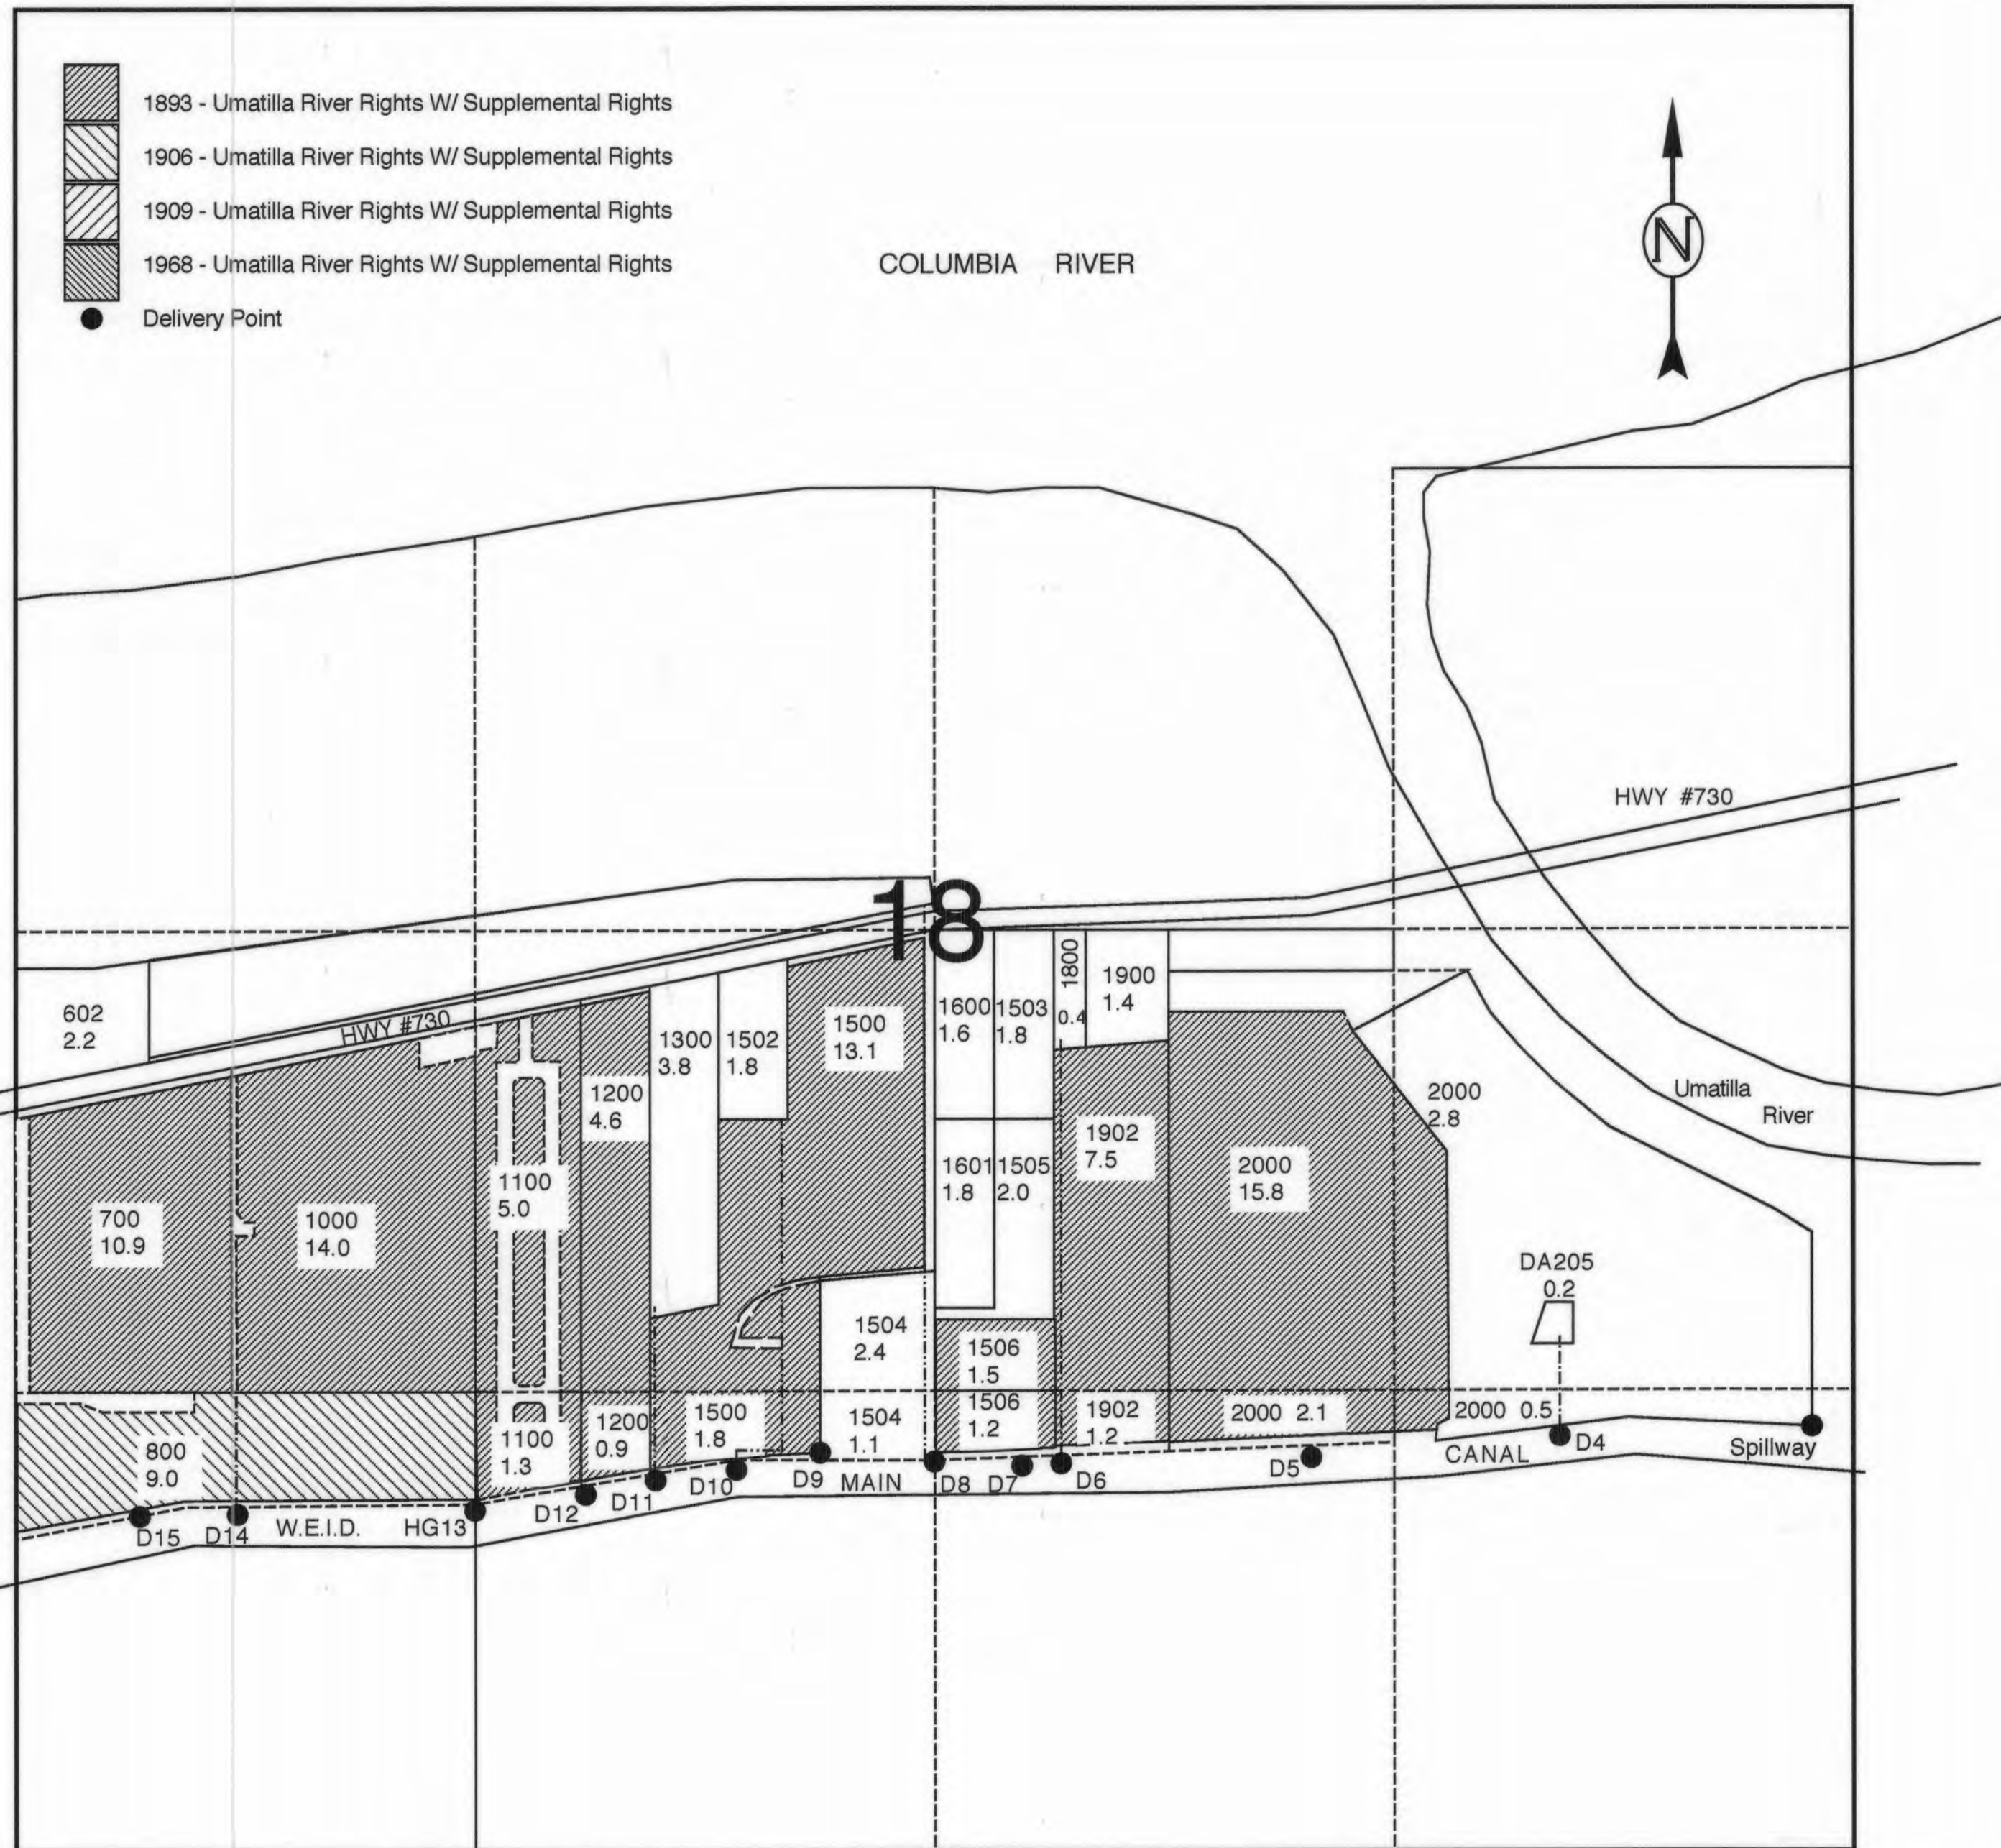 1893 - Umatilla River Rights W/ Supplemental Rights
1906 - Umatilla River Rights W/ Supplemental Rights
1909 - Umatilla River Rights W/ Supplemental Rights
1968 - Umatilla River Rights W/ Supplemental Rights
Delivery Point
COLUMBIA RIVER
N
HWY #730
18
602
2.2
HWY #730
1300
3.8
1502
1.8
1500
13.1
1600
1.6
1503
1.8
1800
0.4
1900
1.4
1200
4.6
2000
2.8
Umatilla
River
1902
7.5
700
10.9
1000
14.0
1100
5.0
1601
1.8
1505
2.0
2000
15.8
DA205
0.2
1504
2.4
1506
1.5
800
9.0
1100
1.3
1200
0.9
1500
1.8
1504
1.1
1506
1.2
1902
1.2
2000 2.1
2000 0.5
D15
D14
W.E.I.D.
HG13
D12
D11
D10
D9
MAIN
D8
D7
D6
D5
CANAL
D4
Spillway